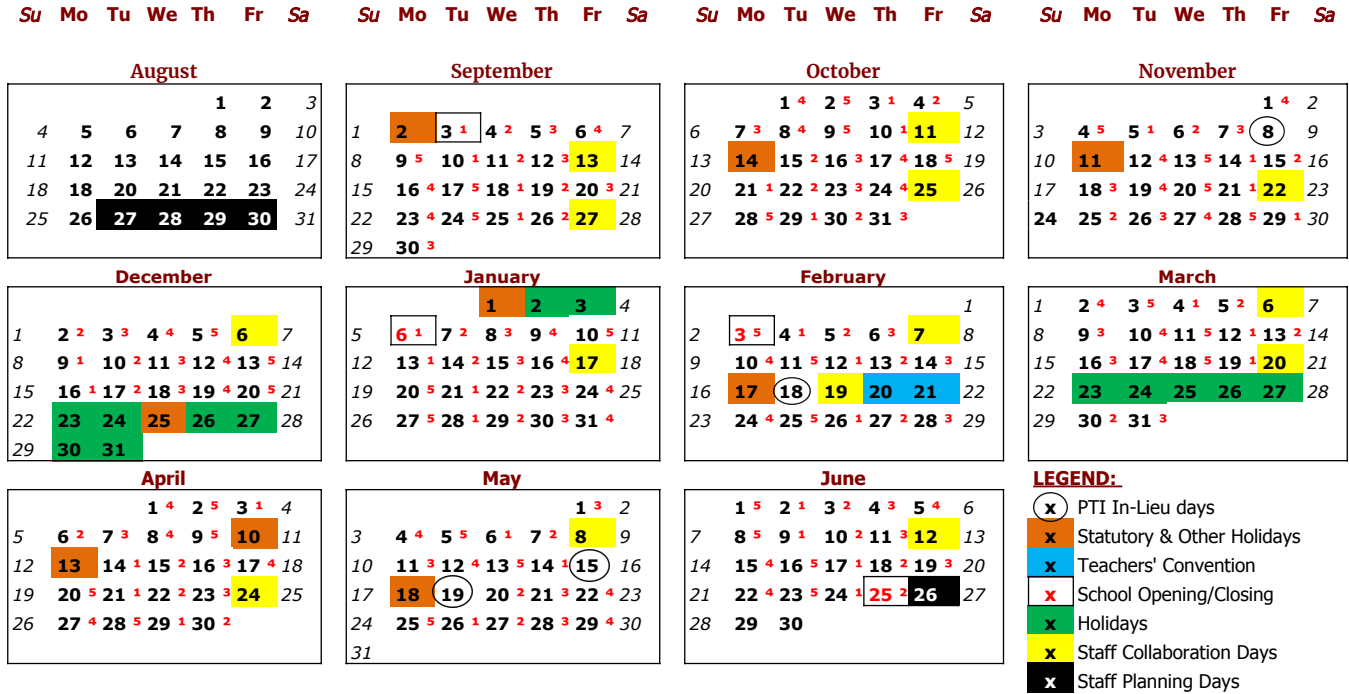 Su Mo Tu We Th Fr Sa
Su Mo Tu We Th Fr Sa
Su Mo Tu We Th Fr Sa
Su Mo Tu We Th Fr Sa
August
1 2 3
4 5 6 7 8 9 10
11 12 13 14 15 16 17
18 18 20 21 22 23 24
25 26 27 28 29 30 31
September
1 2 3 1 4 2 5 3 6 4 7
8 9 5 10 1 11 2 12 3 13 14
15 16 4 17 5 18 1 19 2 20 3 21
22 23 4 24 5 25 1 26 2 27 28
29 30 3
October
1 4 2 5 3 1 4 2 5
6 7 3 8 4 9 5 10 1 11 12
13 14 15 2 16 3 17 4 18 5 19
20 21 1 22 2 23 3 24 4 25 26
27 28 5 29 1 30 2 31 3
November
1 4 2
3 4 5 5 1 6 2 7 3 8 9
10 11 12 4 13 5 14 1 15 2 16
17 18 3 19 4 20 5 21 1 22 23
24 25 2 26 3 27 4 28 5 29 1 30
December
1 2 2 3 3 4 4 5 5 6 7
8 9 1 10 2 11 3 12 4 13 5 14
15 16 1 17 2 18 3 19 4 20 5 21
22 23 24 25 26 27 28
29 30 31
January
1 2 3 4
5 6 1 7 2 8 3 9 4 10 5 11
12 13 1 14 2 15 3 16 4 17 18
19 20 5 21 1 22 2 23 3 24 4 25
26 27 5 28 1 29 2 30 3 31 4
February
1
2 3 5 4 1 5 2 6 3 7 8
9 10 4 11 5 12 1 13 2 14 3 15
16 17 18 19 20 21 22
23 24 4 25 5 26 1 27 2 28 3 29
March
1 2 4 3 5 4 1 5 2 6 7
8 9 3 10 4 11 5 12 1 13 2 14
15 16 3 17 4 18 5 19 1 20 21
22 23 24 25 26 27 28
29 30 2 31 3
April
1 4 2 5 3 1 4
5 6 2 7 3 8 4 9 5 10 11
12 13 14 1 15 2 16 3 17 4 18
19 20 5 21 1 22 2 23 3 24 25
26 27 4 28 5 29 1 30 2
May
1 3 2
3 4 4 5 5 6 1 7 2 8 9
10 11 3 12 4 13 5 14 1 15 16
17 18 19 20 2 21 3 22 4 23
24 25 5 26 1 27 2 28 3 29 4 30
31
June
1 5 2 1 3 2 4 3 5 4 6
7 8 5 9 1 10 2 11 3 12 13
14 15 4 16 5 17 1 18 2 19 3 20
21 22 4 23 5 24 1 25 2 26 27
28 29 30
LEGEND:
x PTI In-Lieu days
x Statutory & Other Holidays
x Teachers' Convention
x School Opening/Closing
x Holidays
x Staff Collaboration Days
x Staff Planning Days